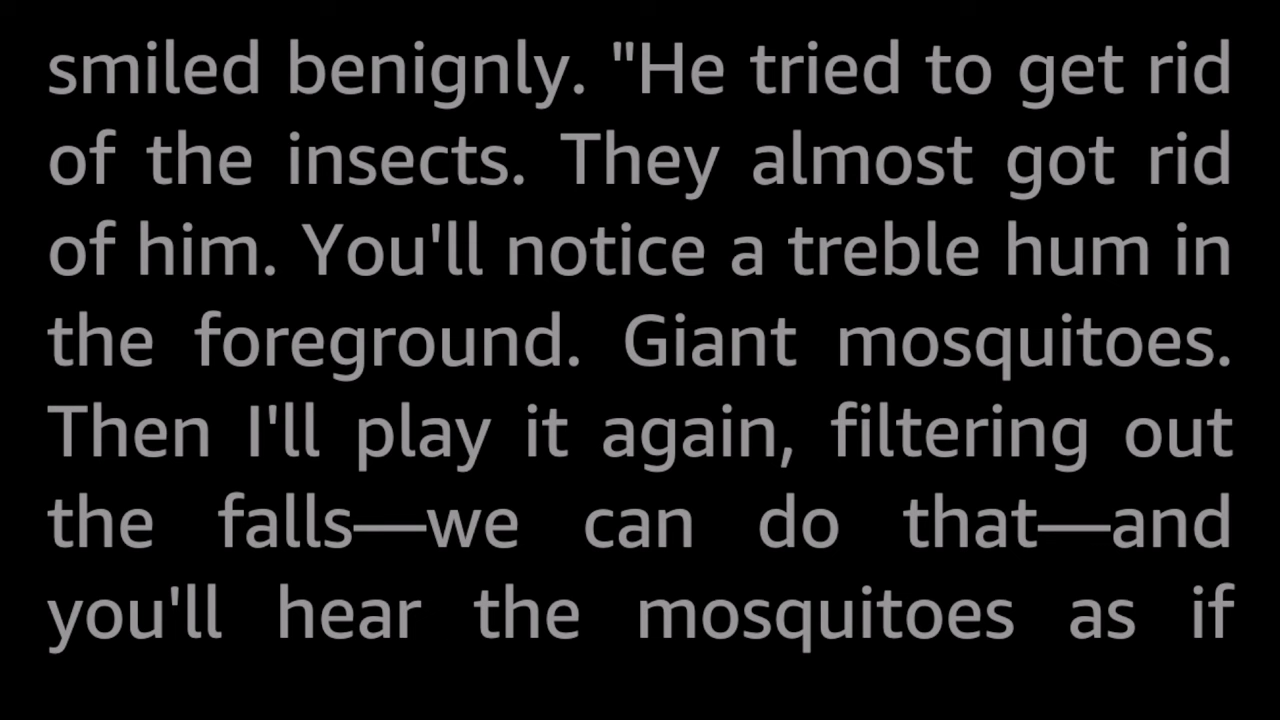 smiled benignly. "He tried to get rid
of the insects. They almost got rid
of him. You'll notice a treble hum in
the foreground. Giant mosquitoes.
Then I'll play it again, filtering out
the falls—we can do that—and
you'll hear the mosquitoes as if